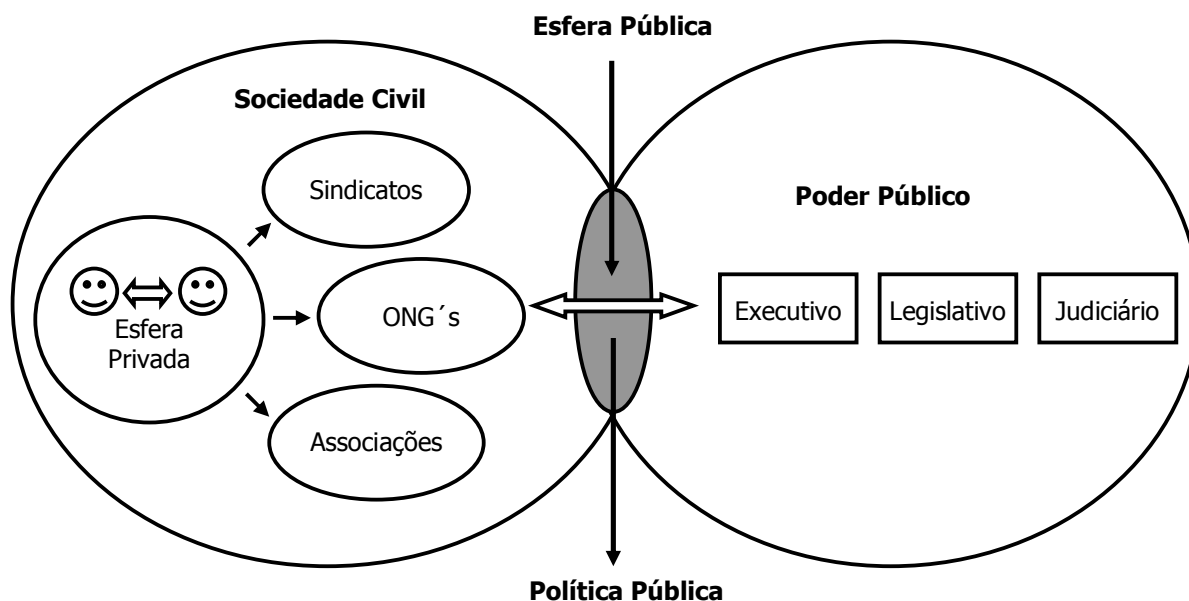 Esfera Pública
Sociedade Civil
Sindicatos
Poder Público
ONG´s
Esfera
Privada
Executivo
Legislativo
Judiciário
Associações
Política Pública